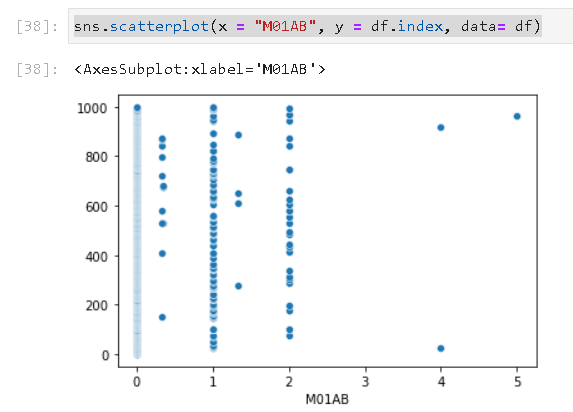 [38]: sns.scatterplot(x = "M01AB", y = df.index, data= df)
[38]: <AxesSubplot:xlabel='M01AB'>
1000
800
600
400
200
0
0 1 2 3 4 5
M01AB